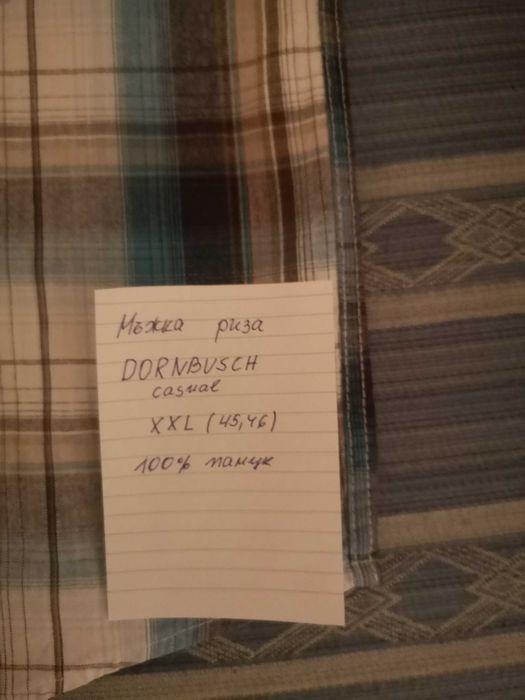 Мъжка риза
DORNBUSCH
casual
XXL (45,46)
100% памук